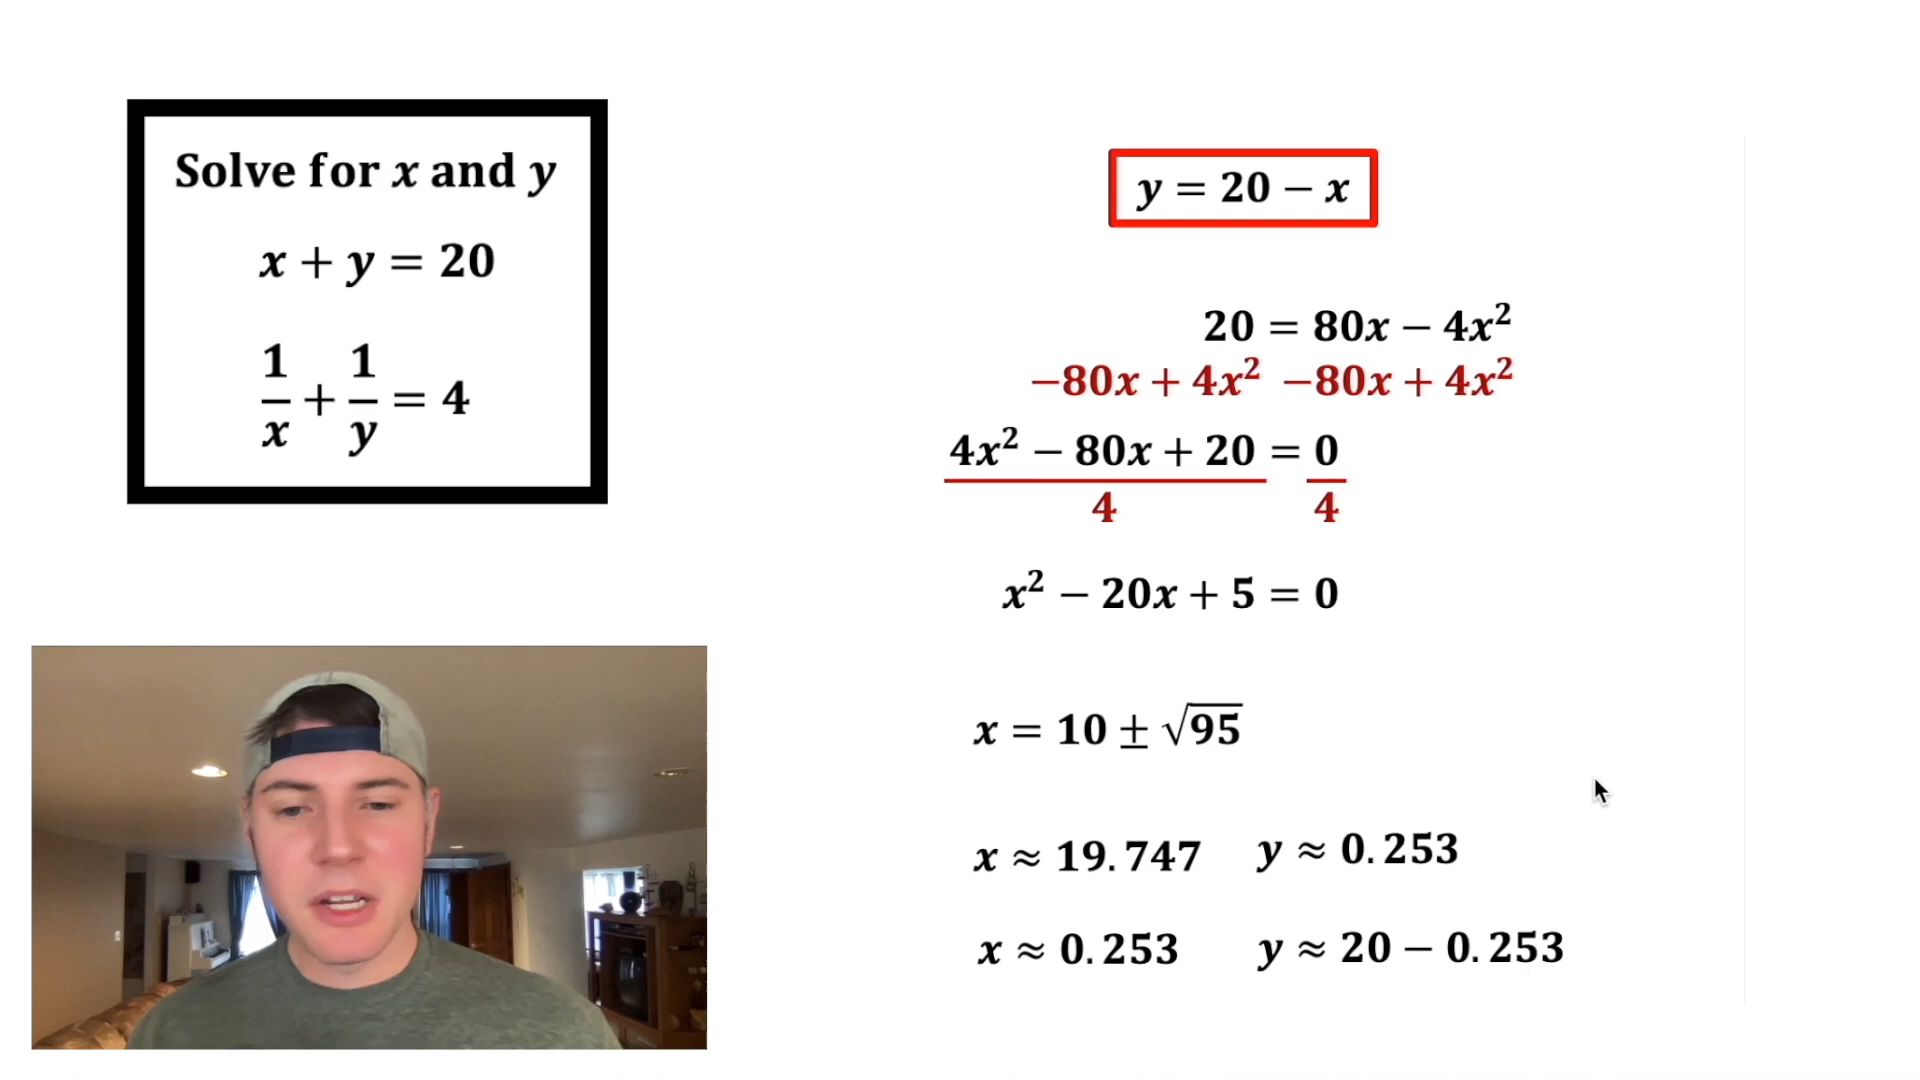 Solve for x and y
x + y = 20
1/x + 1/y = 4
y = 20 − x
20 = 80x − 4x²
−80x + 4x² −80x + 4x²
4x² − 80x + 20 = 0
4 4
x² − 20x + 5 = 0
x = 10 ± √95
x ≈ 19.747 y ≈ 0.253
x ≈ 0.253 y ≈ 20 − 0.253